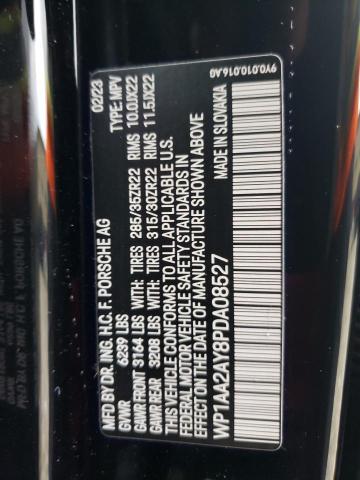 9Y0.010.016.AG
MFD BY DR. ING. H.C. F. PORSCHE AG 02/23
GVWR 6239 LBS TYPE: MPV
GAWR FRONT 3164 LBS WITH: TIRES 285/35ZR22 RIMS 10.0JX22
GAWR REAR 3208 LBS WITH: TIRES 315/30ZR22 RIMS 11.5JX22
THIS VEHICLE CONFORMS TO ALL APPLICABLE U.S.
FEDERAL MOTOR VEHICLE SAFETY STANDARDS IN
EFFECT ON THE DATE OF MANUFACTURE SHOWN ABOVE
WP1AA2AY8PDA08527 MADE IN SLOVAKIA